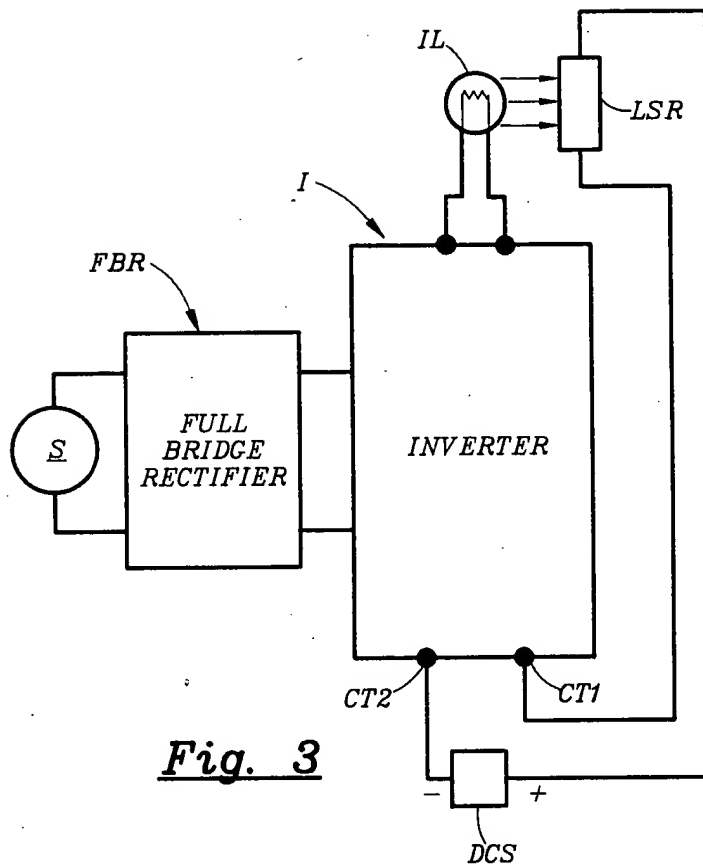 IL
LSR
I
FBR
S
FULL
BRIDGE
RECTIFIER
INVERTER
CT2
CT1
Fig. 3
- +
DCS